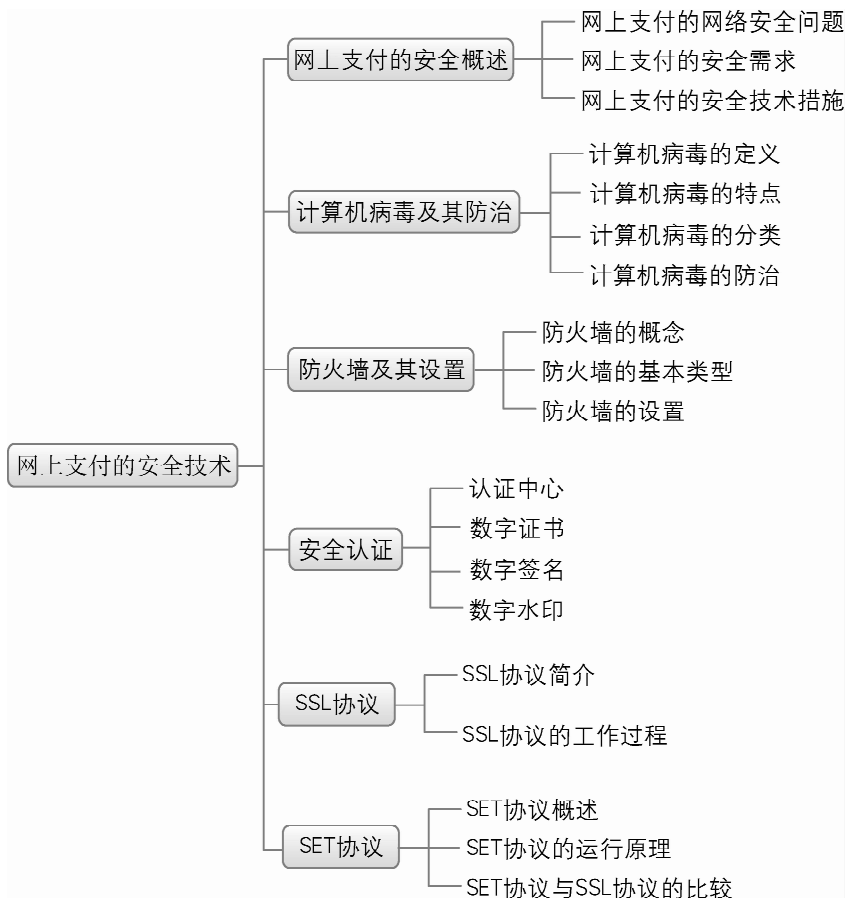 网上支付的安全技术
网上支付的安全概述
网上支付的网络安全问题
网上支付的安全需求
网上支付的安全技术措施
计算机病毒及其防治
计算机病毒的定义
计算机病毒的特点
计算机病毒的分类
计算机病毒的防治
防火墙及其设置
防火墙的概念
防火墙的基本类型
防火墙的设置
安全认证
认证中心
数字证书
数字签名
数字水印
SSL协议
SSL协议简介
SSL协议的工作过程
SET协议
SET协议概述
SET协议的运行原理
SET协议与SSL协议的比较